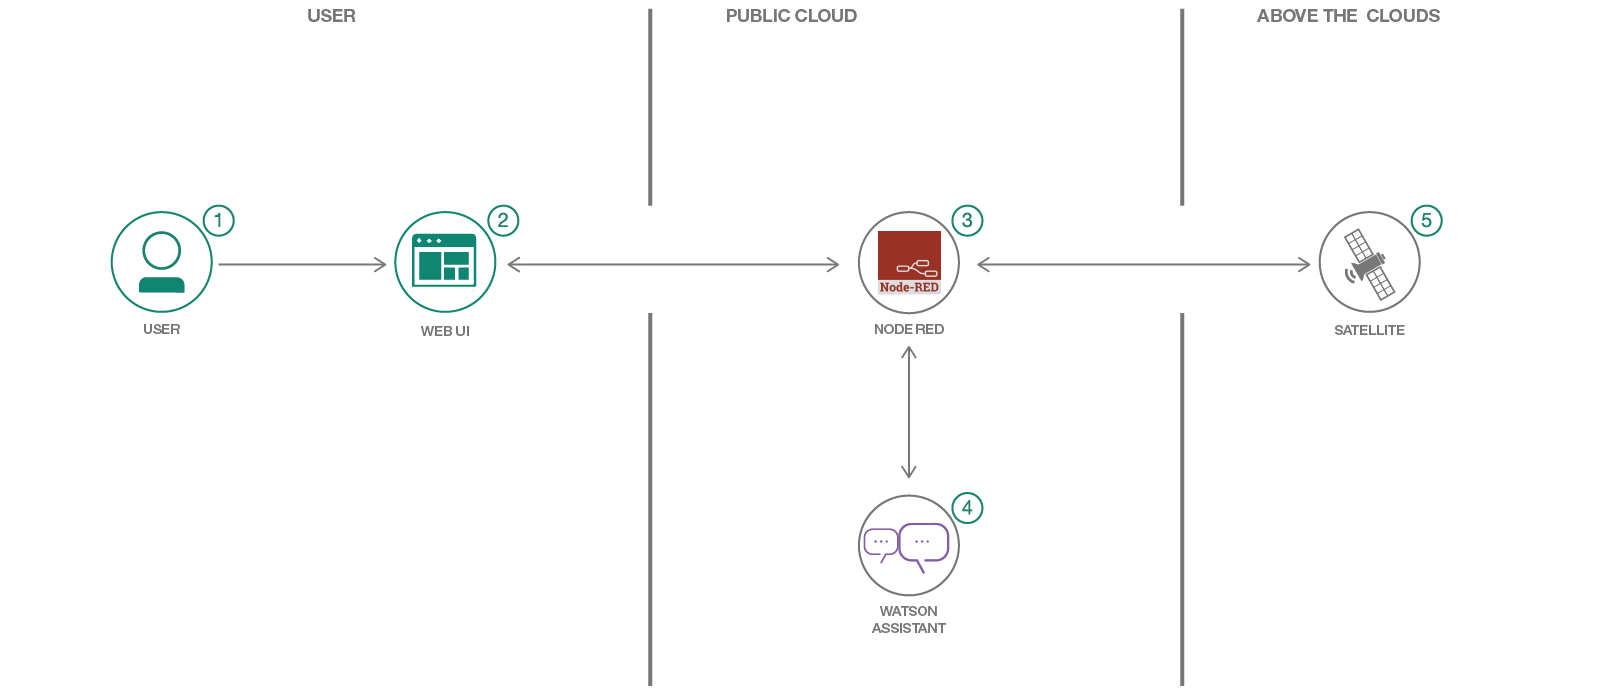 USER
PUBLIC CLOUD
ABOVE THE CLOUDS
1
2
3
4
5
Node-RED
USER
WEB UI
NODE RED
SATELLITE
WATSON
ASSISTANT